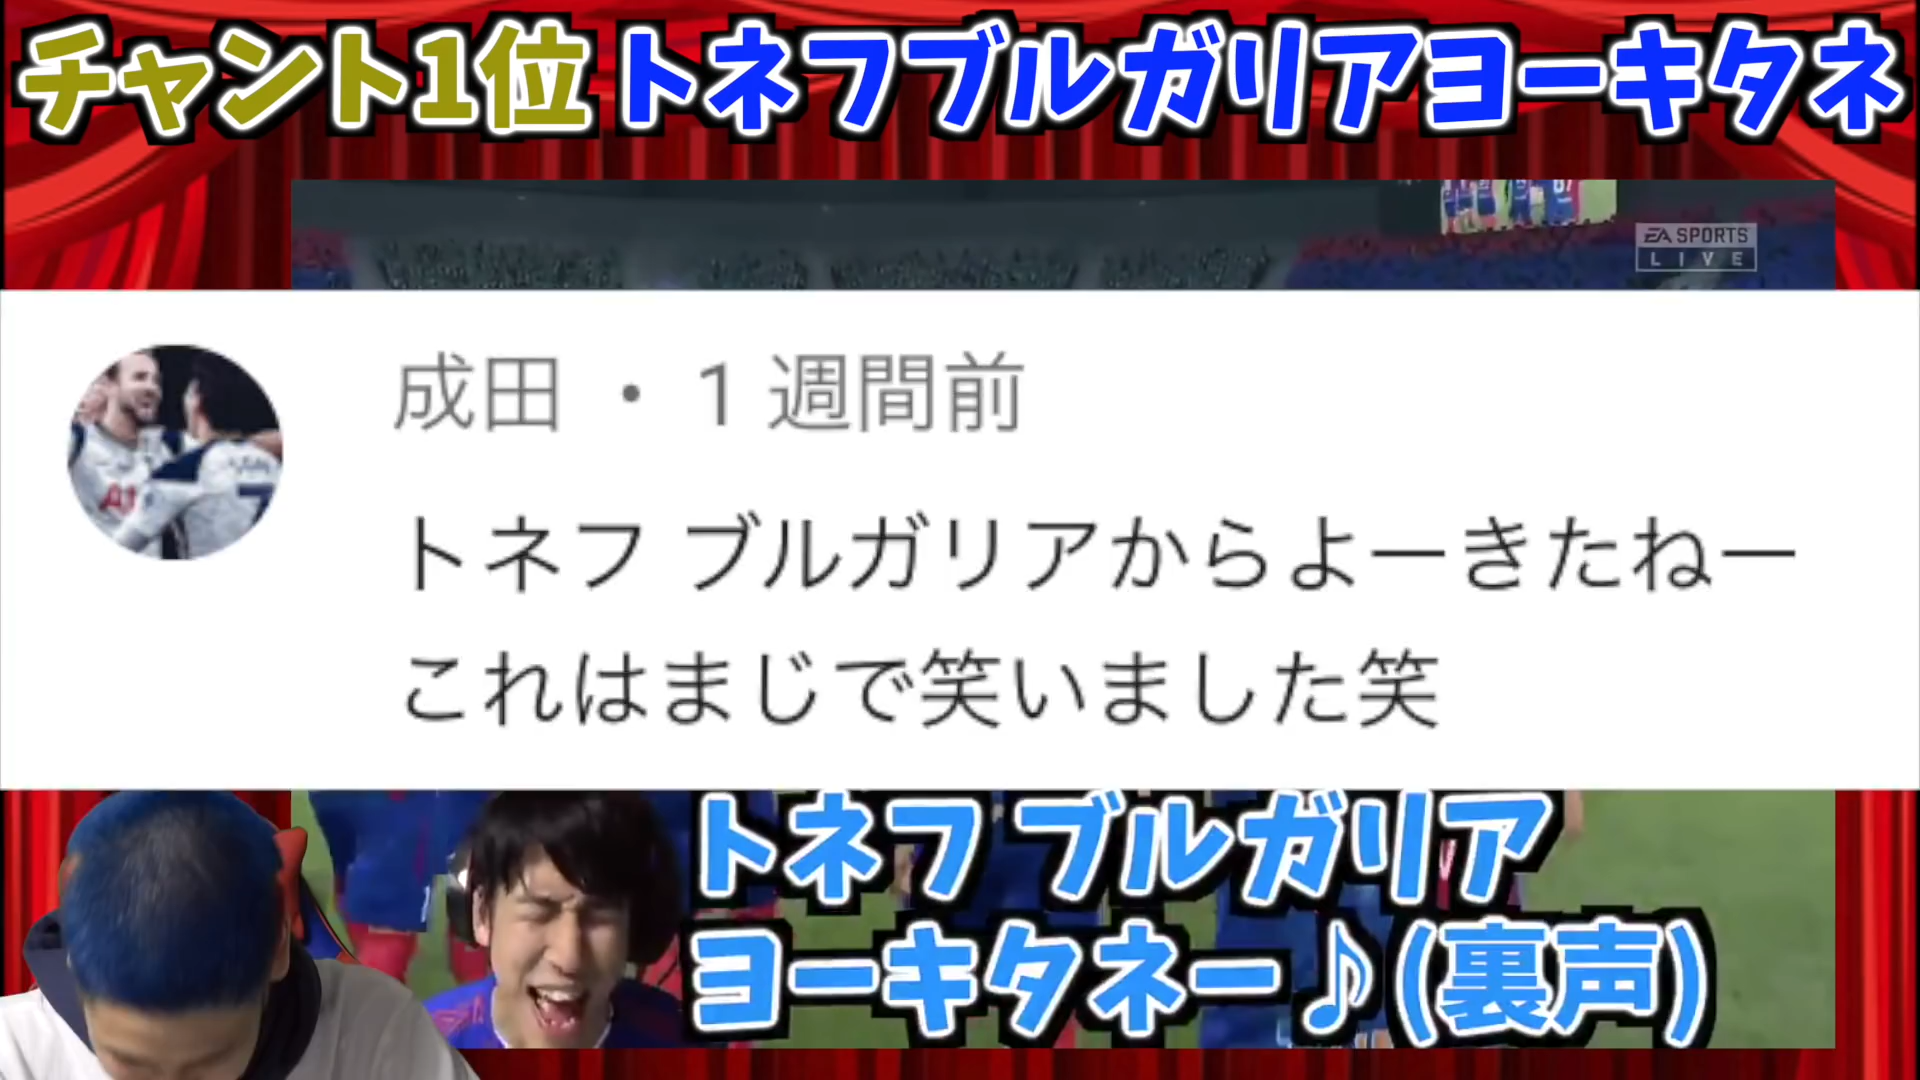 チャント1位トネフブルガリアヨーキタネ
EA SPORTS
LIVE
成田 ・ 1 週間前
トネフ ブルガリアからよーきたねー
これはまじで笑いました笑
トネフ ブルガリア
ヨーキタネー♪(裏声)